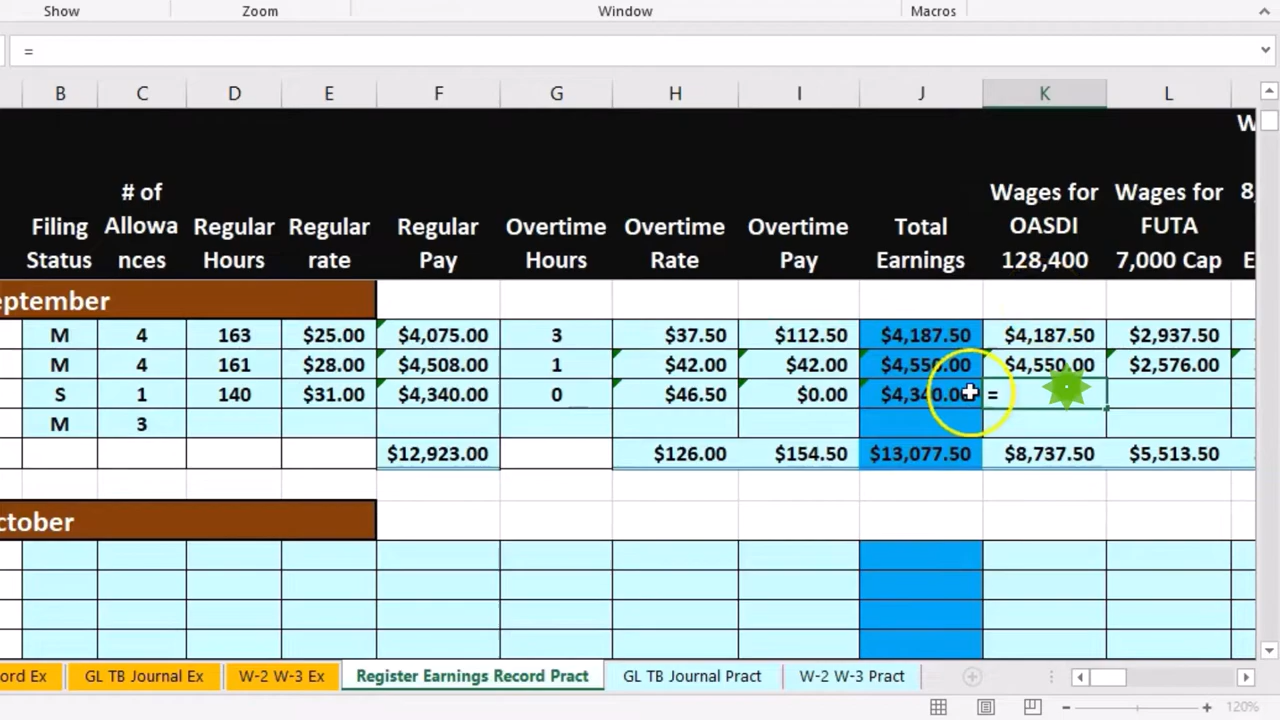 Show Zoom Window Macros
=
B C D E F G H I J K L
W
# of Wages for Wages for 8,
Filing Allowa Regular Regular Regular Overtime Overtime Overtime Total OASDI FUTA
Status nces Hours rate Pay Hours Rate Pay Earnings 128,400 7,000 Cap E
eptember
M 4 163 $25.00 $4,075.00 3 $37.50 $112.50 $4,187.50 $4,187.50 $2,937.50
M 4 161 $28.00 $4,508.00 1 $42.00 $42.00 $4,550.00 $4,550.00 $2,576.00
S 1 140 $31.00 $4,340.00 0 $46.50 $0.00 $4,340.00 =
M 3
$12,923.00 $126.00 $154.50 $13,077.50 $8,737.50 $5,513.50
ctober
ord Ex GL TB Journal Ex W-2 W-3 Ex Register Earnings Record Pract GL TB Journal Pract W-2 W-3 Pract
120%